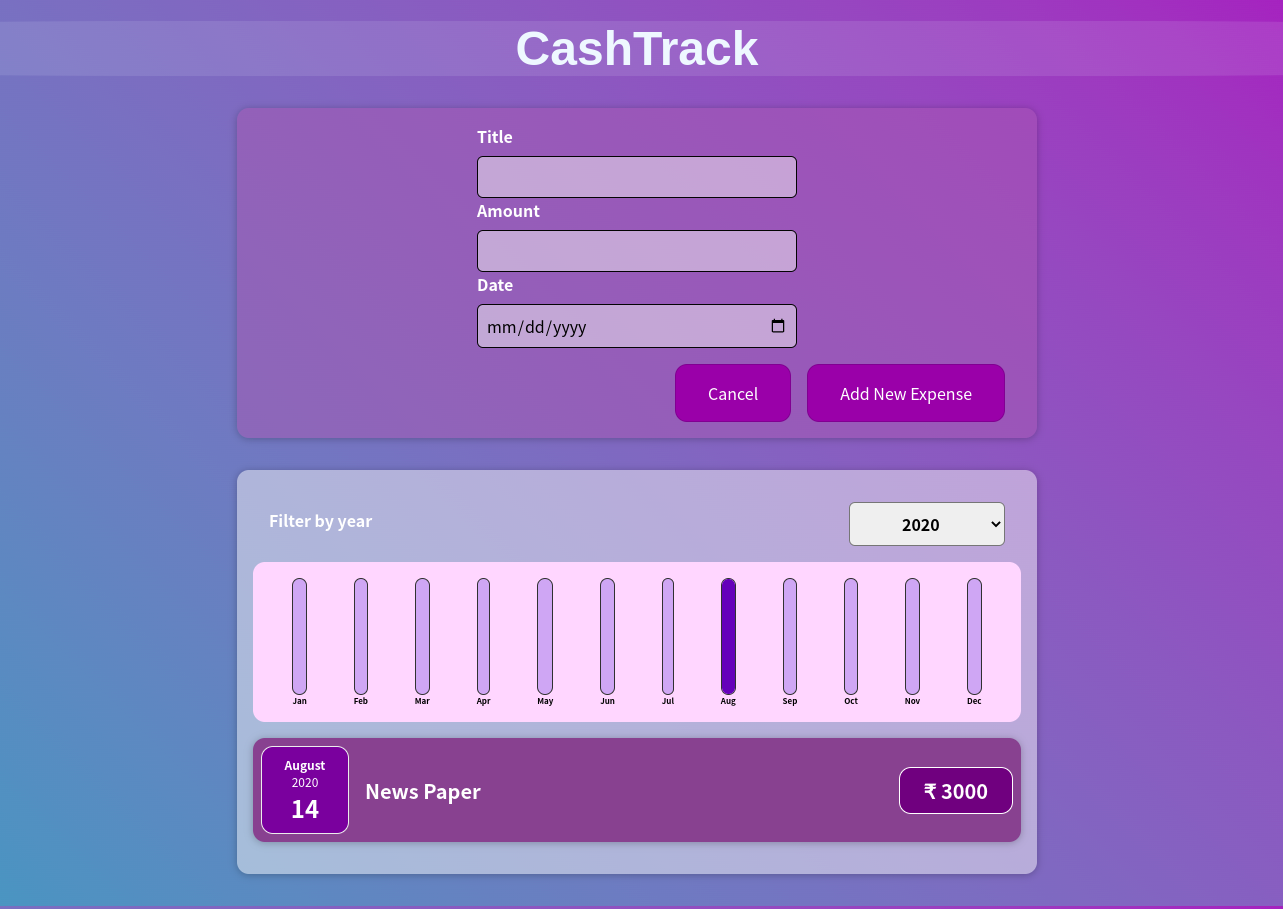 CashTrack
Title
Amount
Date
mm/dd/yyyy
Cancel Add New Expense
Filter by year 2020
Jan Feb Mar Apr May Jun Jul Aug Sep Oct Nov Dec
August
2020
14
News Paper
₹ 3000